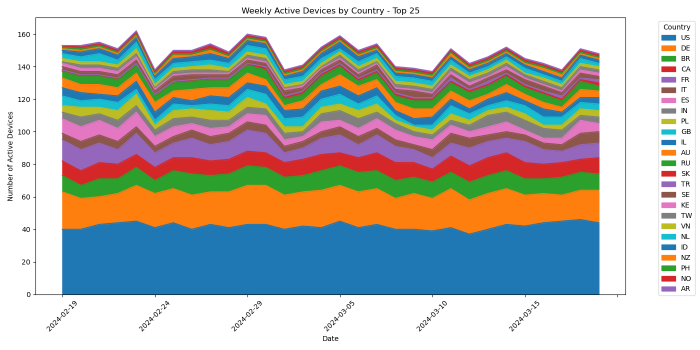 Weekly Active Devices by Country - Top 25
Number of Active Devices
160
140
120
100
80
60
40
20
0
2024-02-19
2024-02-24
2024-02-29
2024-03-05
2024-03-10
2024-03-15
Date
Country
US
DE
BR
CA
FR
IT
ES
IN
PL
GB
IL
AU
RU
SK
TR
SE
KE
TW
VN
NL
ID
NZ
PH
NO
AR